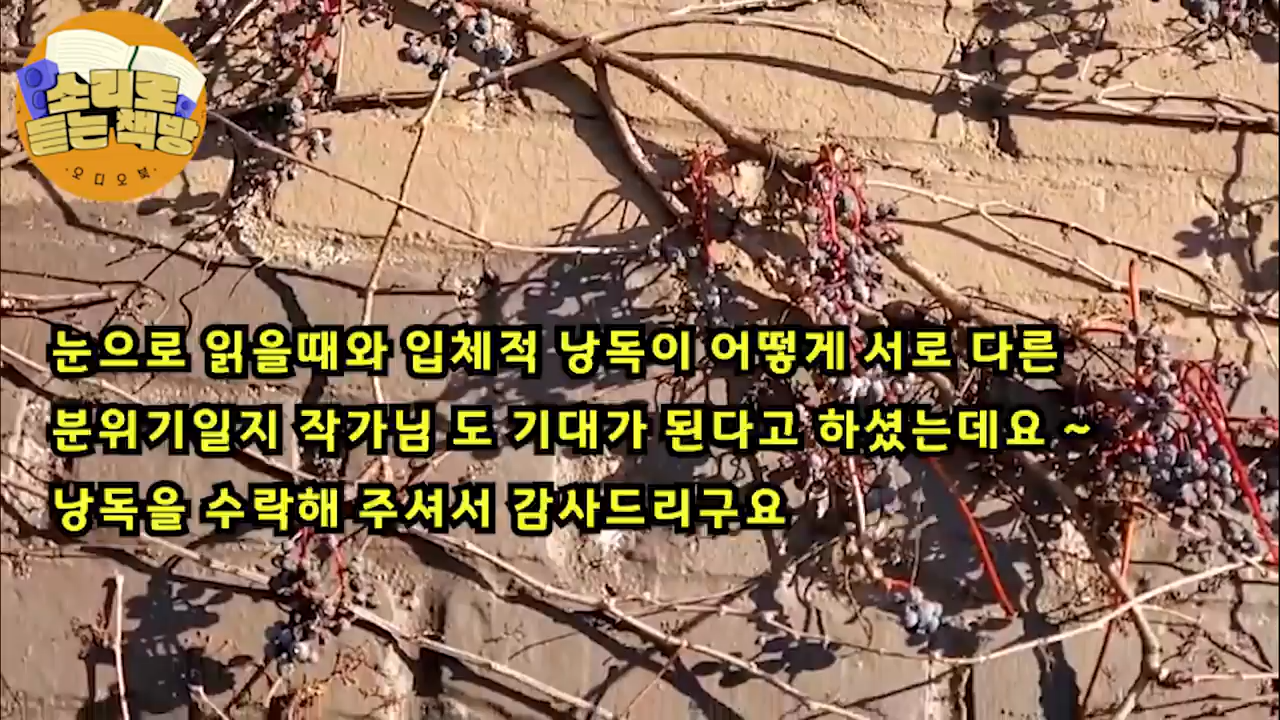 소리로
듣는 책방
·오디오북·
눈으로 읽을때와 입체적 낭독이 어떻게 서로 다른
분위기일지 작가님 도 기대가 된다고 하셨는데요 ~
낭독을 수락해 주셔서 감사드리구요